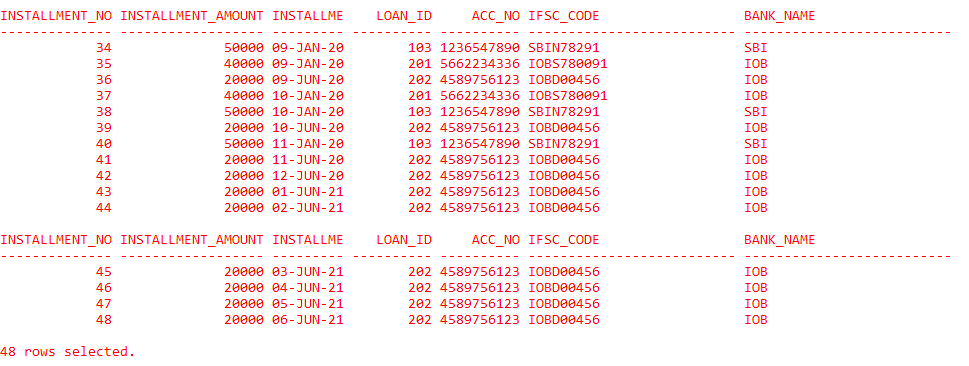 INSTALLMENT_NO INSTALLMENT_AMOUNT INSTALLME    LOAN_ID     ACC_NO IFSC_CODE                  BANK_NAME
-------------- ------------------ --------- ---------- ---------- -------------------------- --------------------------
            34              50000 09-JAN-20        103 1236547890 SBIN78291                  SBI
            35              40000 09-JAN-20        201 5662234336 IOBS780091                 IOB
            36              20000 09-JUN-20        202 4589756123 IOBD00456                  IOB
            37              40000 10-JAN-20        201 5662234336 IOBS780091                 IOB
            38              50000 10-JAN-20        103 1236547890 SBIN78291                  SBI
            39              20000 10-JUN-20        202 4589756123 IOBD00456                  IOB
            40              50000 11-JAN-20        103 1236547890 SBIN78291                  SBI
            41              20000 11-JUN-20        202 4589756123 IOBD00456                  IOB
            42              20000 12-JUN-20        202 4589756123 IOBD00456                  IOB
            43              20000 01-JUN-21        202 4589756123 IOBD00456                  IOB
            44              20000 02-JUN-21        202 4589756123 IOBD00456                  IOB

INSTALLMENT_NO INSTALLMENT_AMOUNT INSTALLME    LOAN_ID     ACC_NO IFSC_CODE                  BANK_NAME
-------------- ------------------ --------- ---------- ---------- -------------------------- --------------------------
            45              20000 03-JUN-21        202 4589756123 IOBD00456                  IOB
            46              20000 04-JUN-21        202 4589756123 IOBD00456                  IOB
            47              20000 05-JUN-21        202 4589756123 IOBD00456                  IOB
            48              20000 06-JUN-21        202 4589756123 IOBD00456                  IOB

48 rows selected.